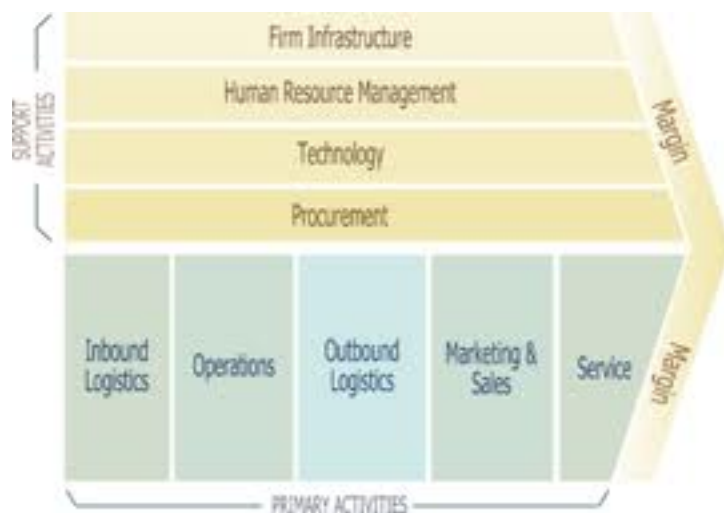 Firm Infrastructure
Human Resource Management
Technology
Procurement
SUPPORT
ACTIVITIES
Margin
Inbound
Logistics
Operations
Outbound
Logistics
Marketing &
Sales
Service
Margin
PRIMARY ACTIVITIES